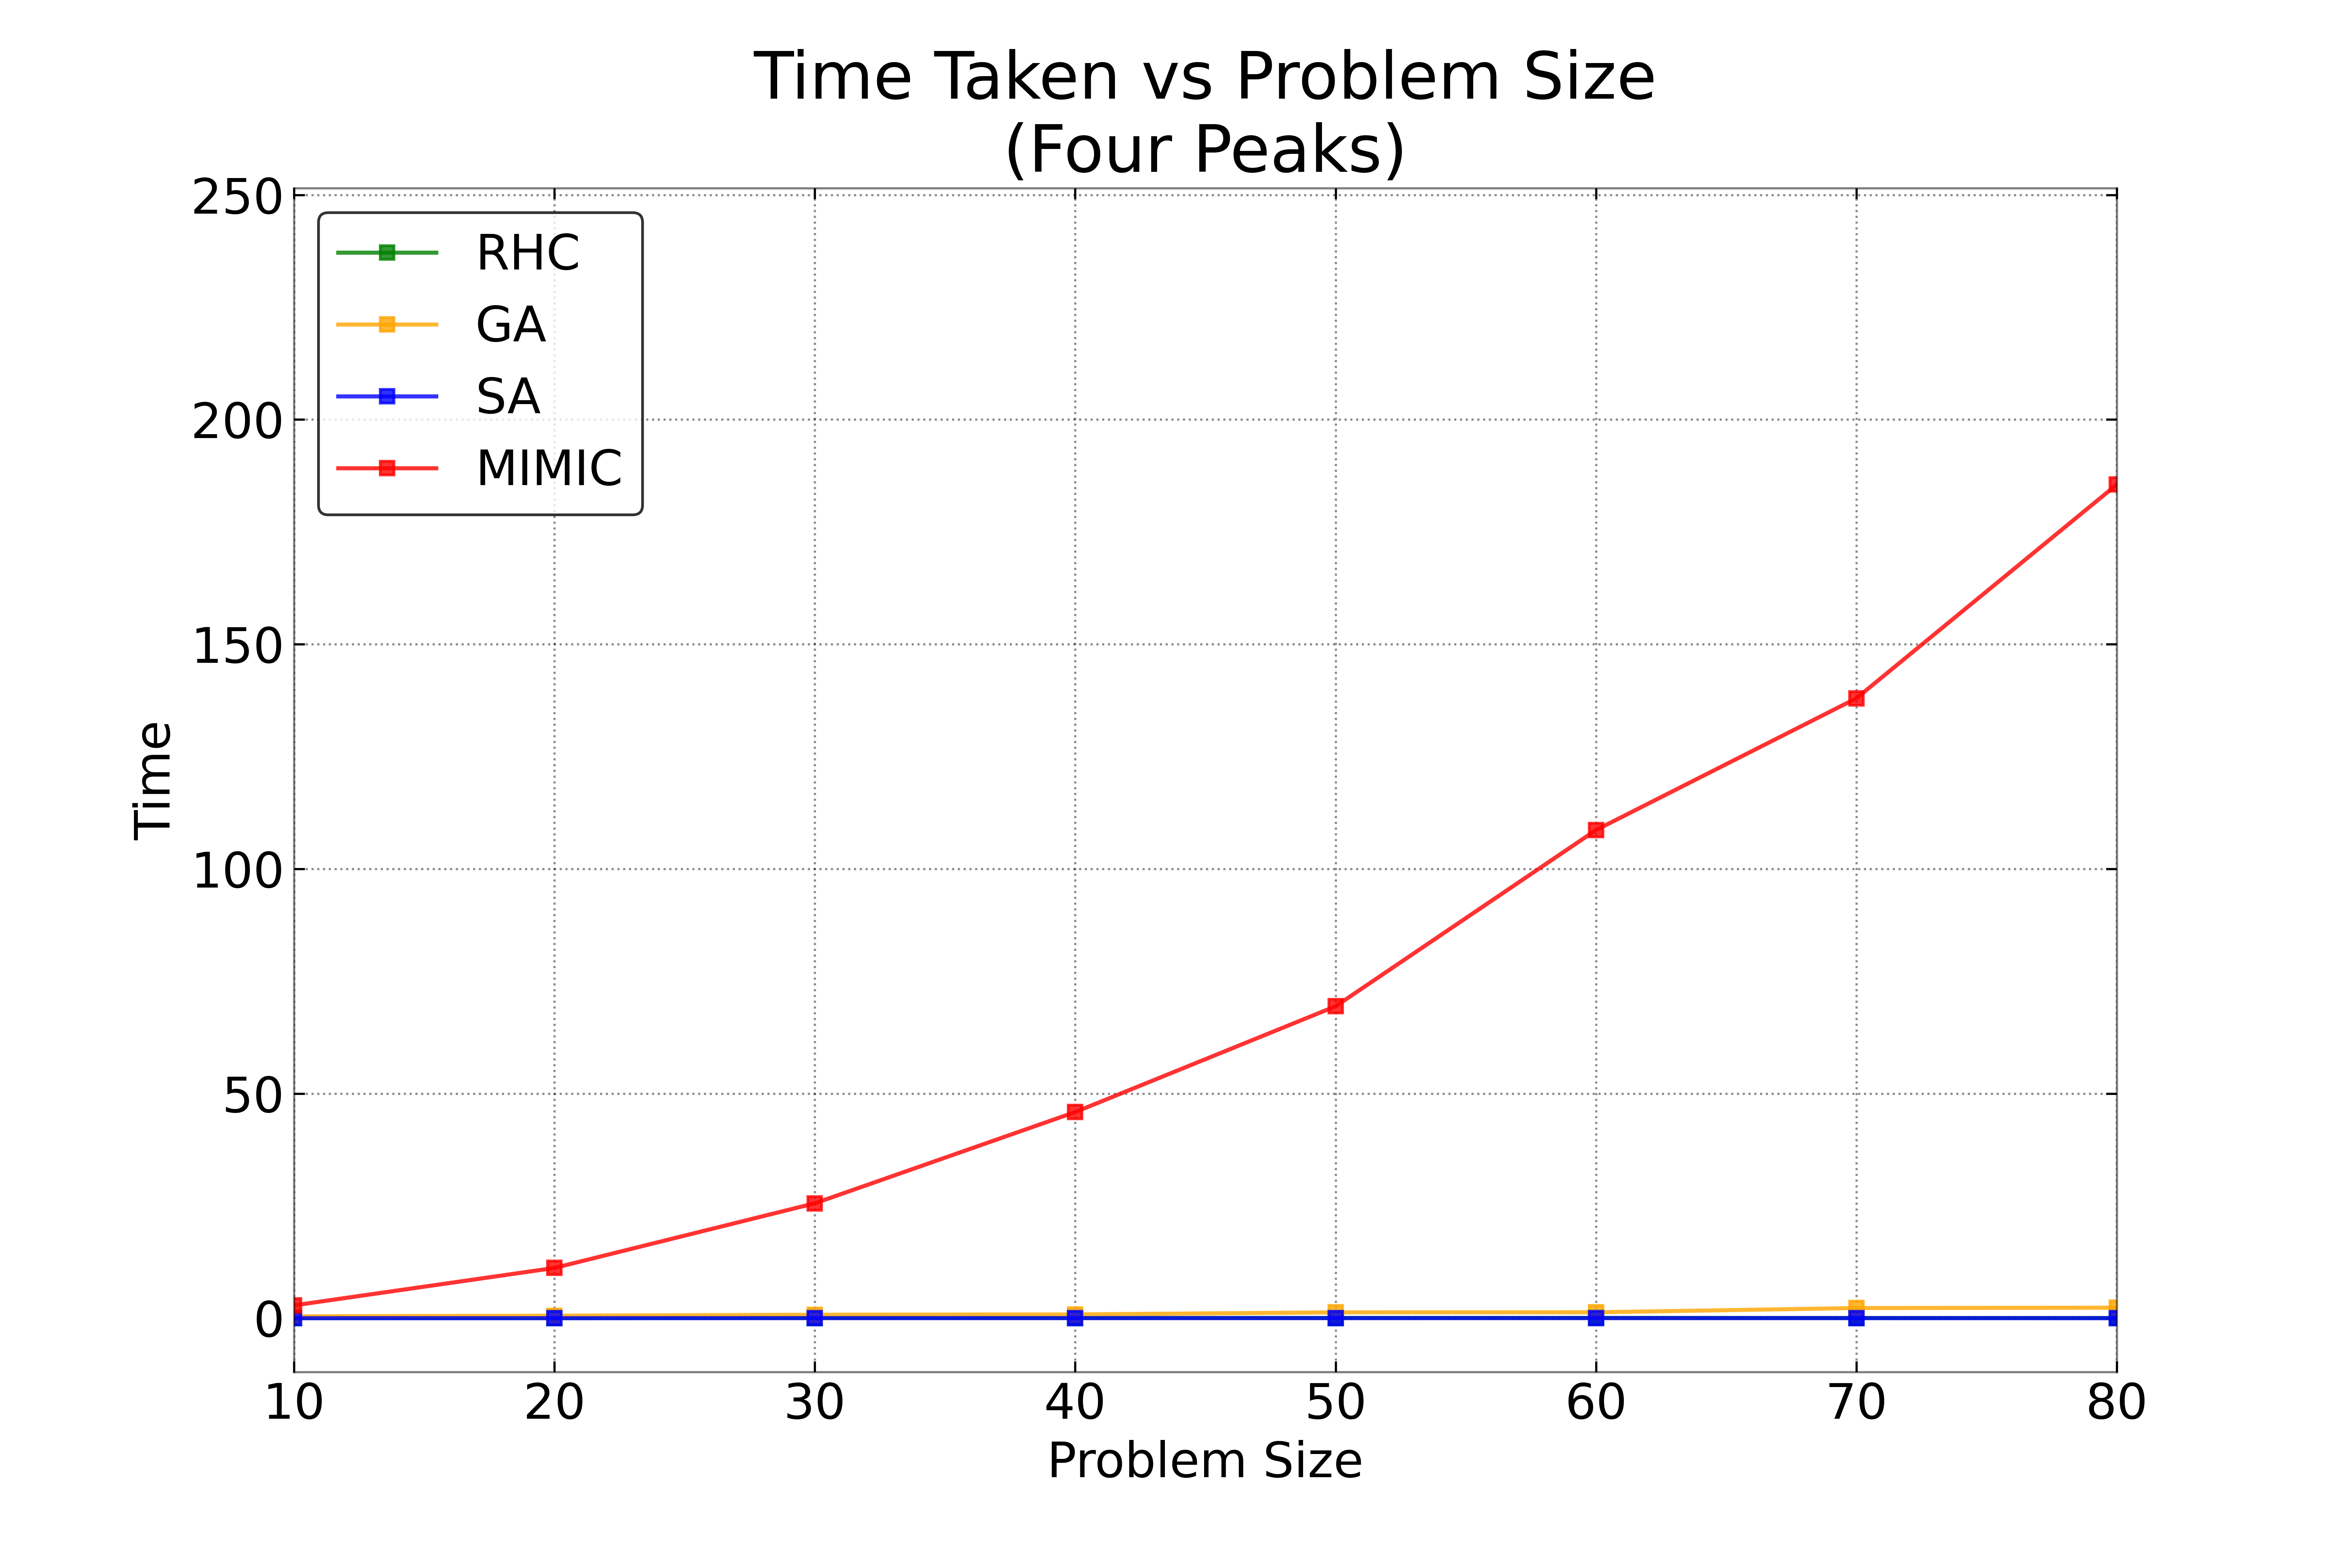 Time Taken vs Problem Size
(Four Peaks)
250
200
150
100
50
0
RHC
GA
SA
MIMIC
Time
10 20 30 40 50 60 70 80
Problem Size